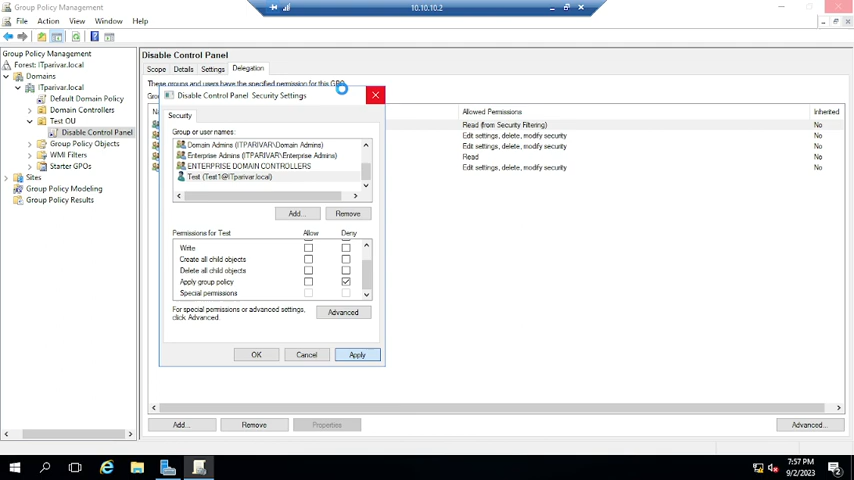 Group Policy Management
10.10.10.2
File Action View Window Help
Group Policy Management
Forest: ITparivar.local
Domains
ITparivar.local
Default Domain Policy
Domain Controllers
Test OU
Disable Control Panel
Group Policy Objects
WMI Filters
Starter GPOs
Sites
Group Policy Modeling
Group Policy Results
Disable Control Panel
Scope Details Settings Delegation
These groups and users have the specified permission for this GPO
Allowed Permissions Inherited
Read (from Security Filtering) No
Edit settings, delete, modify security No
Edit settings, delete, modify security No
Read No
Edit settings, delete, modify security No
Disable Control Panel Security Settings
Security
Group or user names:
Domain Admins (ITPARIVAR\Domain Admins)
Enterprise Admins (ITPARIVAR\Enterprise Admins)
ENTERPRISE DOMAIN CONTROLLERS
Test (Test1@ITparivar.local)
Add... Remove
Permissions for Test Allow Deny
Write
Create all child objects
Delete all child objects
Apply group policy
Special permissions
For special permissions or advanced settings,
click Advanced.
Advanced
OK Cancel Apply
Add... Remove Properties Advanced...
7:57 PM
9/2/2023
2